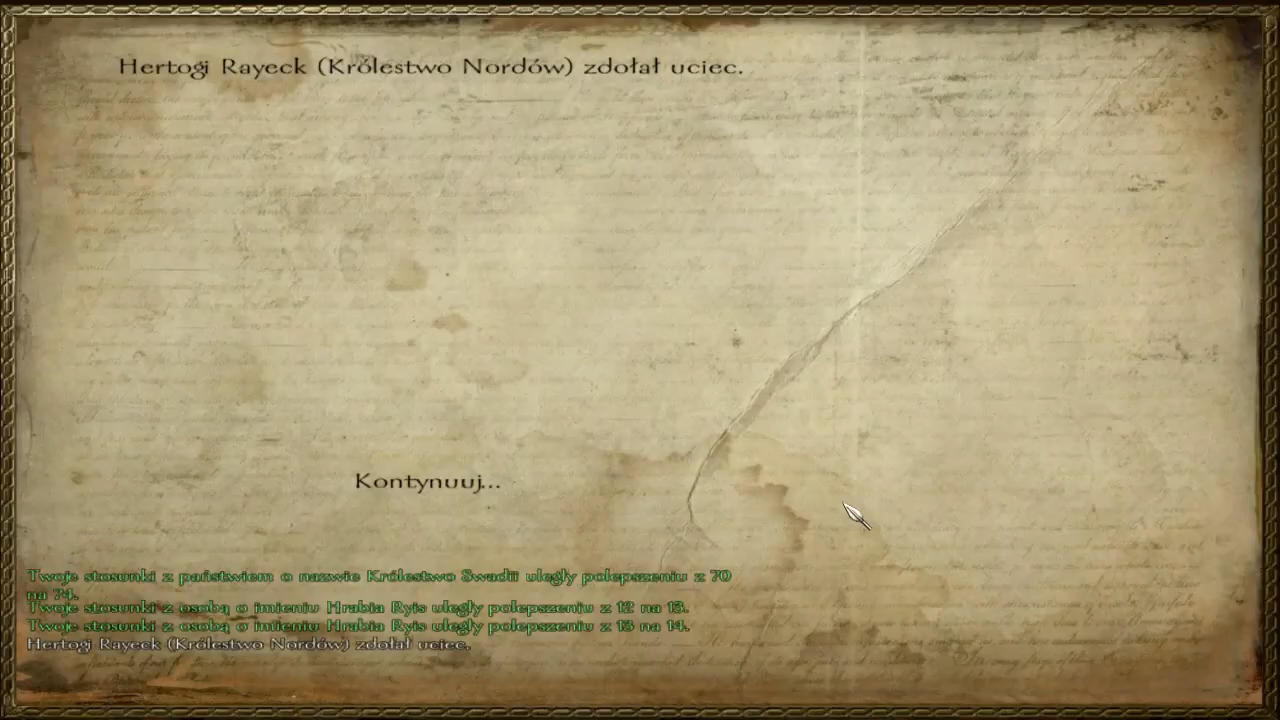 Hertogi Rayeck (Królestwo Nordów) zdołał uciec.
Kontynuuj...
Twoje stosunki z państwem o nazwie Królestwo Swadii uległy polepszeniu z 70
na 74.
Twoje stosunki z osobą o imieniu Hrabia Ryis uległy polepszeniu z 12 na 13.
Twoje stosunki z osobą o imieniu Hrabia Ryis uległy polepszeniu z 13 na 14.
Hertogi Rayeck (Królestwo Nordów) zdołał uciec.